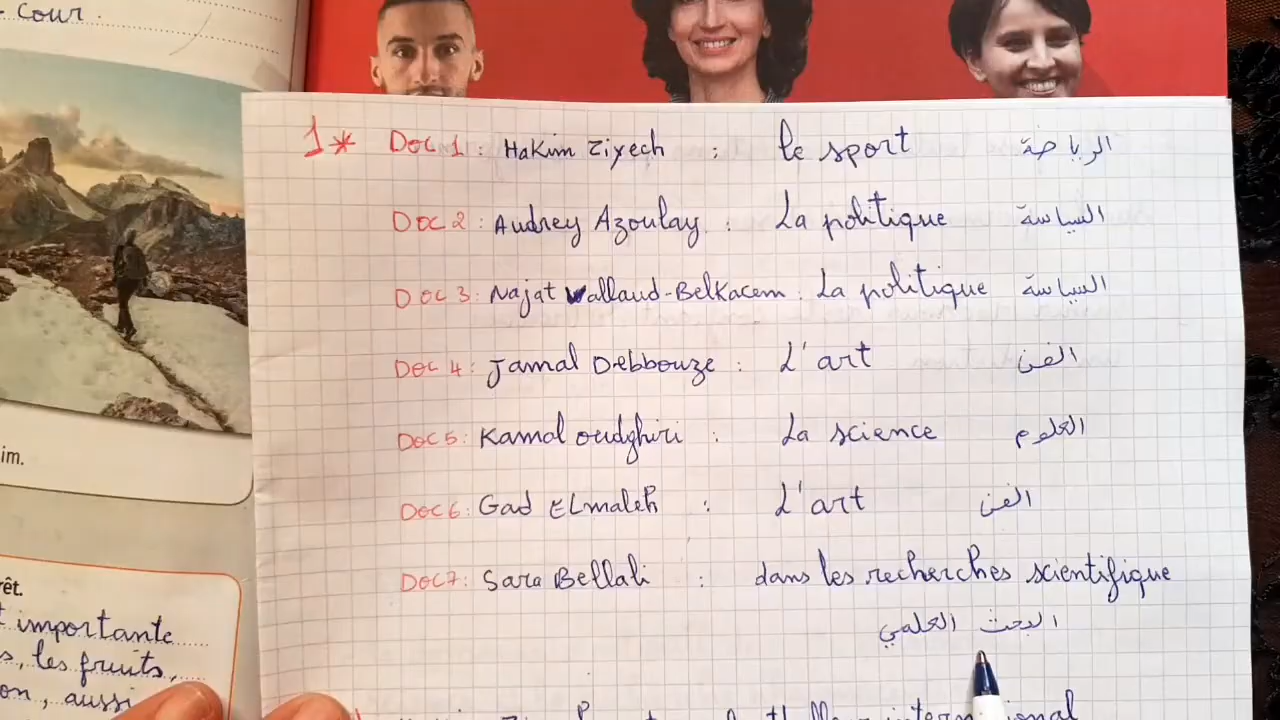 cour.
1* Doc 1 : Hakim Ziyech : le sport الرياضة
Doc 2 : Audrey Azoulay : La politique السياسة
Doc 3 : Najat Wallaud-Belkacem : La politique السياسة
Doc 4 : Jamal Debbouze : L'art الفن
Doc 5 : Kamal oudghiri : La science العلوم
Doc 6 : Gad ELmaleh : L'art الفن
Doc 7 : Sara Bellali : dans les recherches scientifique
البحث العلمي
im.
rêt.
importante
s, les fruits,
on, aussi